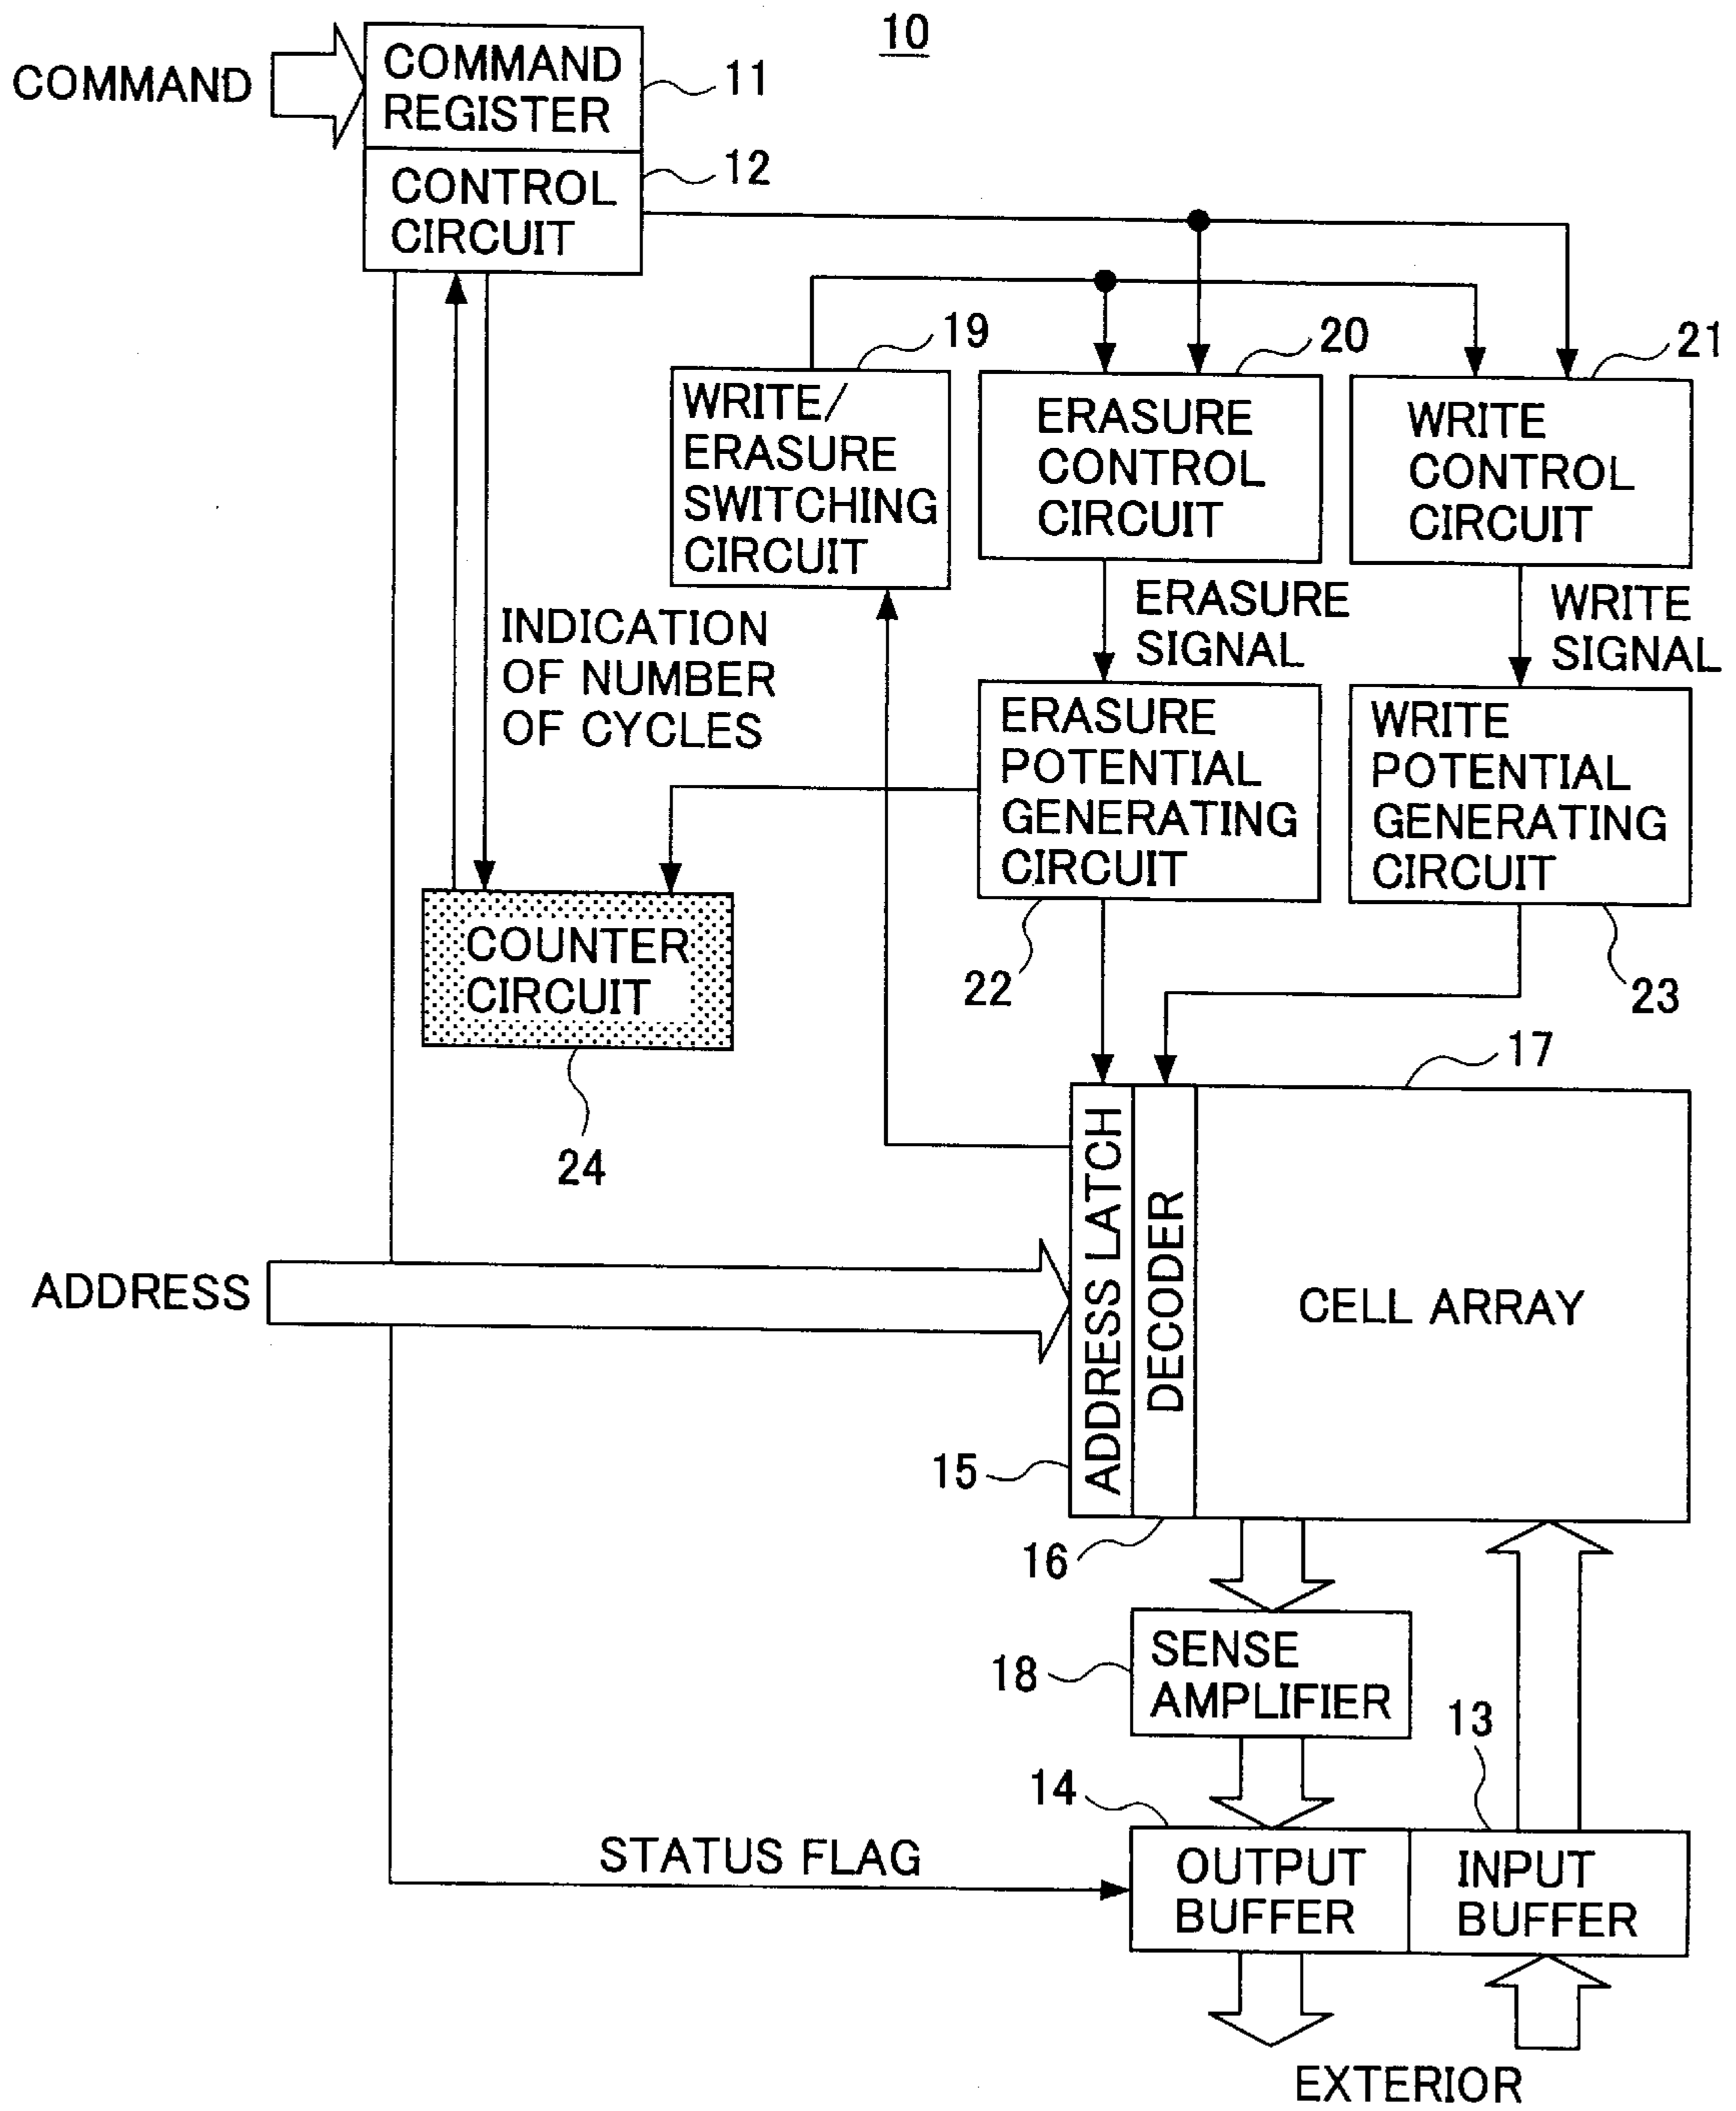 10
COMMAND
COMMAND
REGISTER
11
CONTROL
CIRCUIT
12
19
20
21
WRITE/
ERASURE
SWITCHING
CIRCUIT
ERASURE
CONTROL
CIRCUIT
WRITE
CONTROL
CIRCUIT
INDICATION
OF NUMBER
OF CYCLES
ERASURE
SIGNAL
WRITE
SIGNAL
ERASURE
POTENTIAL
GENERATING
CIRCUIT
WRITE
POTENTIAL
GENERATING
CIRCUIT
COUNTER
CIRCUIT
22
23
24
17
ADDRESS
ADDRESS LATCH
DECODER
CELL ARRAY
15
16
SENSE
AMPLIFIER
18
13
14
STATUS FLAG
OUTPUT
BUFFER
INPUT
BUFFER
EXTERIOR